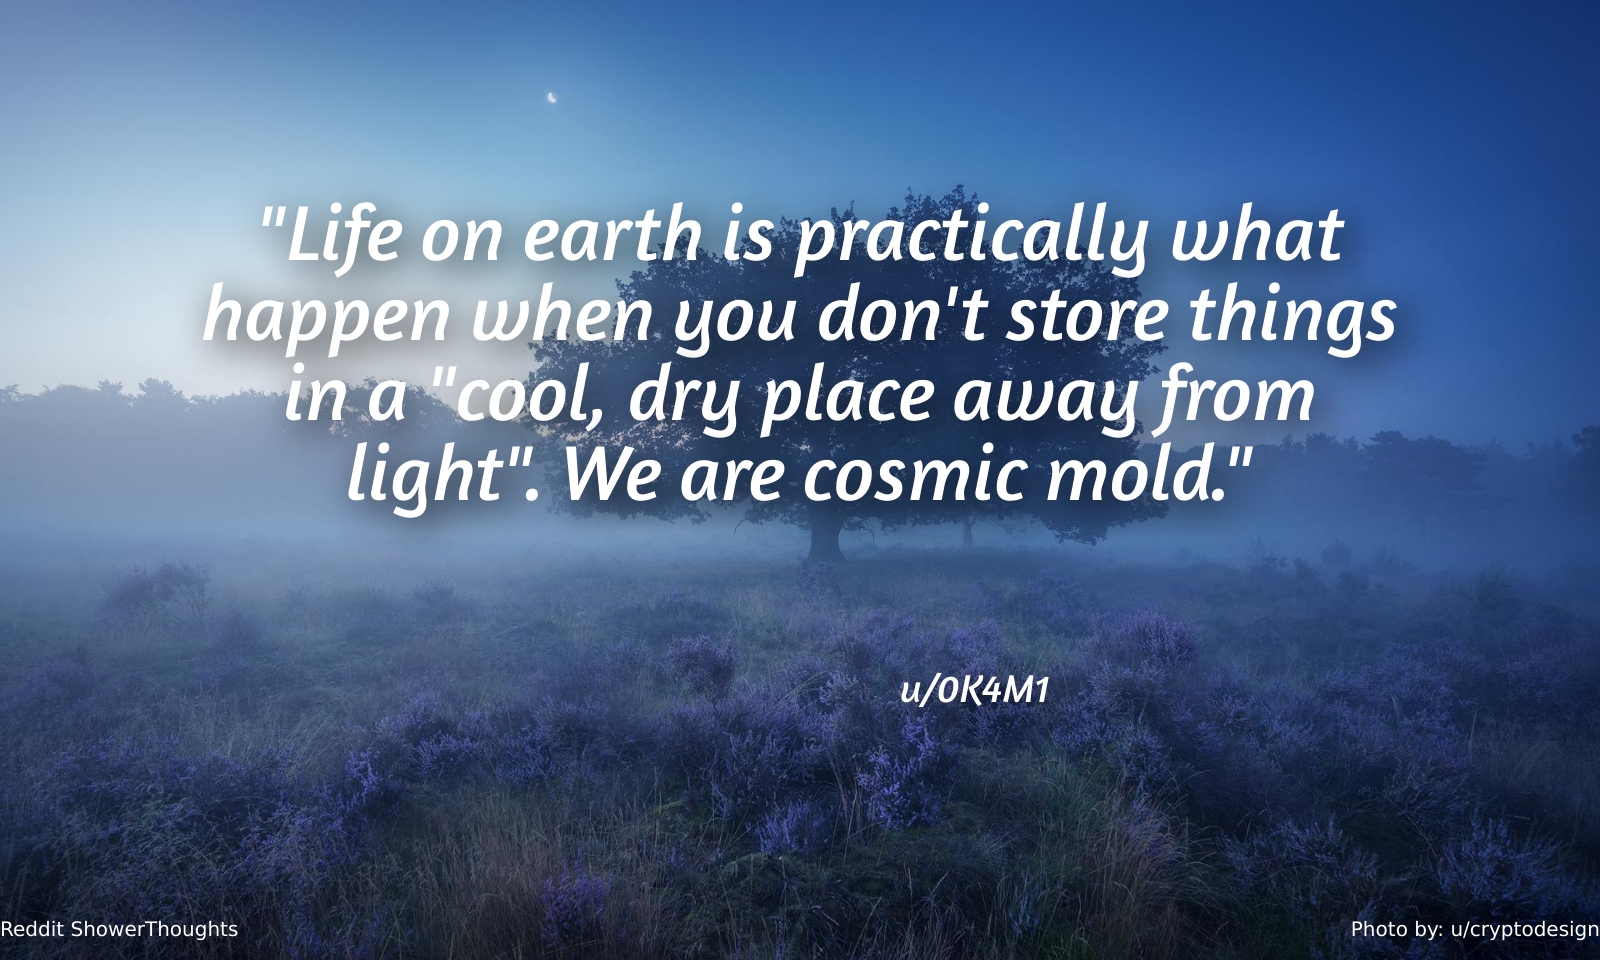 "Life on earth is practically what
happen when you don't store things
in a "cool, dry place away from
light". We are cosmic mold."
u/0K4M1
Reddit ShowerThoughts
Photo by: u/cryptodesign